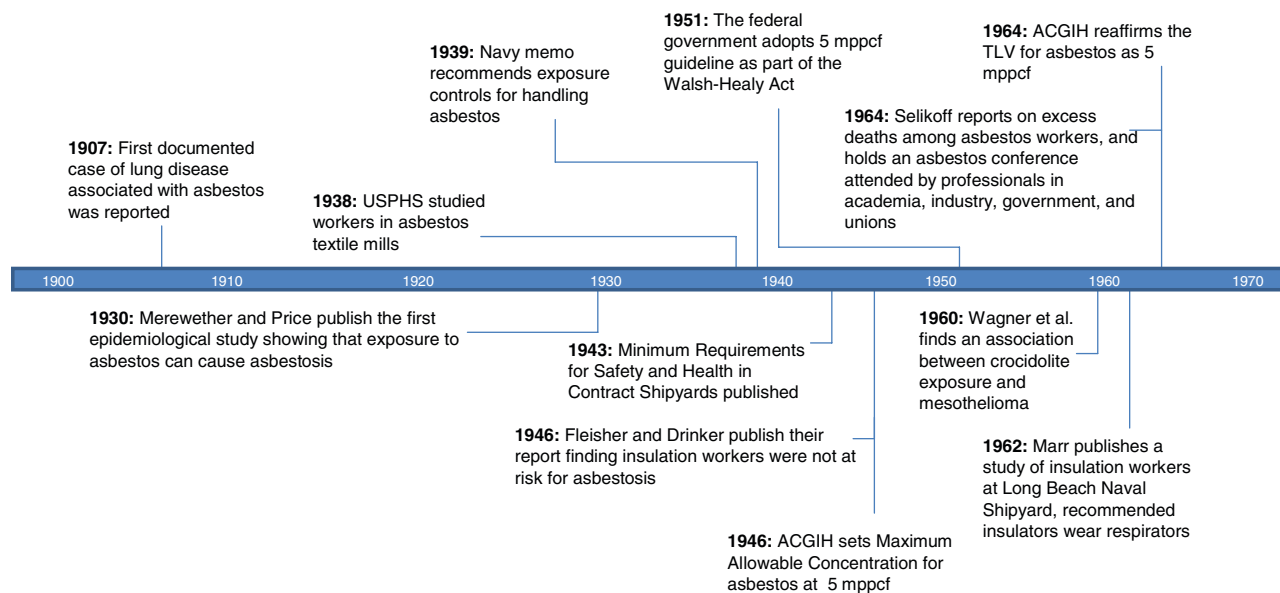 1951: The federal
government adopts 5 mppcf
guideline as part of the
Walsh-Healy Act
1964: ACGIH reaffirms the
TLV for asbestos as 5
mppcf
1939: Navy memo
recommends exposure
controls for handling
asbestos
1964: Selikoff reports on excess
deaths among asbestos workers, and
holds an asbestos conference
attended by professionals in
academia, industry, government, and
unions
1907: First documented
case of lung disease
associated with asbestos
was reported
1938: USPHS studied
workers in asbestos
textile mills
1900 1910 1920 1930 1940 1950 1960 1970
1930: Merewether and Price publish the first
epidemiological study showing that exposure to
asbestos can cause asbestosis
1943: Minimum Requirements
for Safety and Health in
Contract Shipyards published
1960: Wagner et al.
finds an association
between crocidolite
exposure and
mesothelioma
1946: Fleisher and Drinker publish their
report finding insulation workers were not at
risk for asbestosis
1962: Marr publishes a
study of insulation workers
at Long Beach Naval
Shipyard, recommended
insulators wear respirators
1946: ACGIH sets Maximum
Allowable Concentration for
asbestos at 5 mppcf